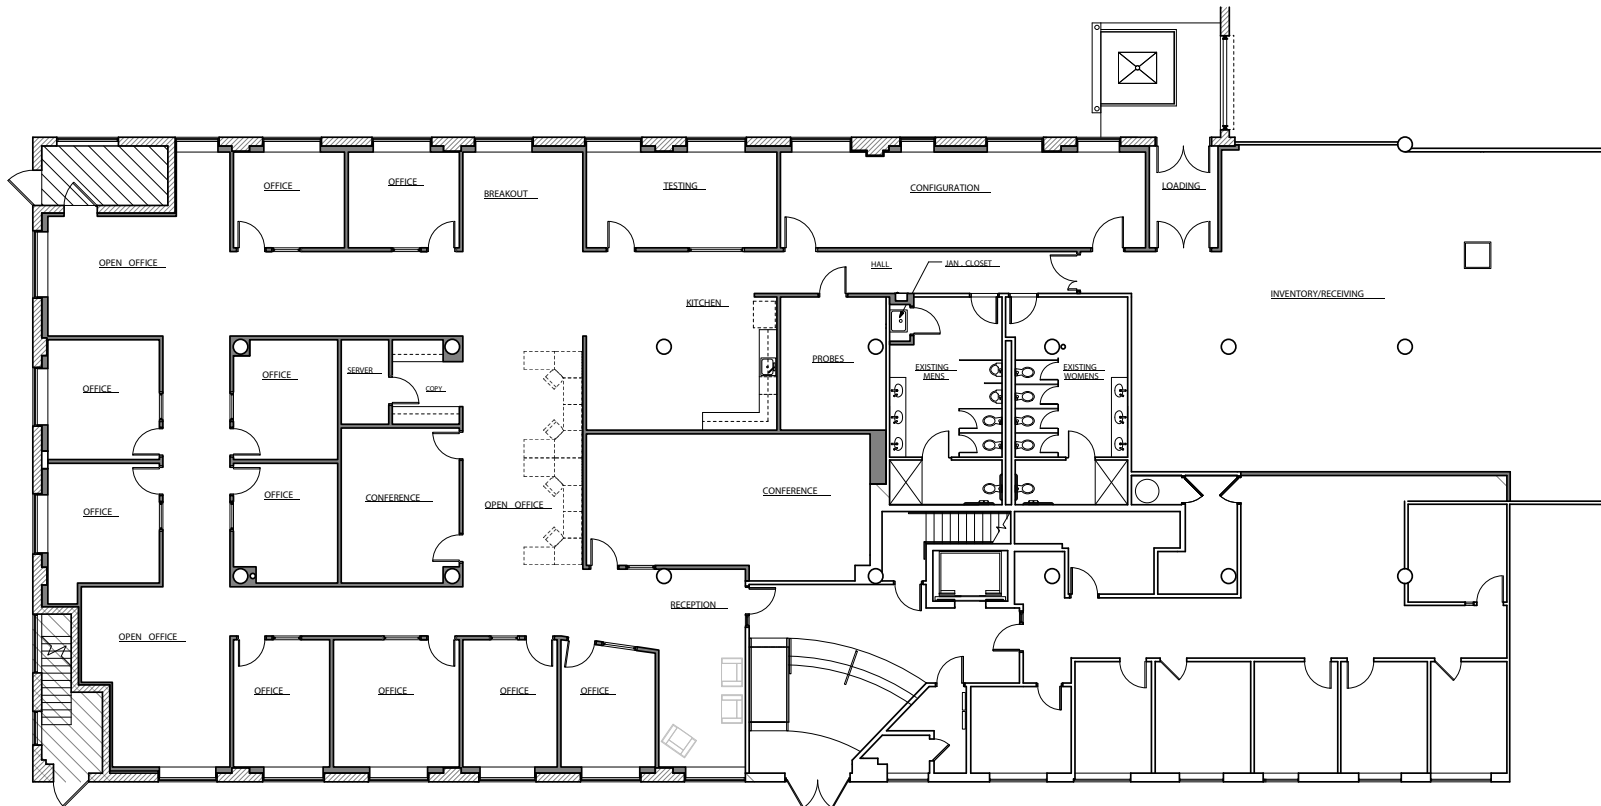 OFFICE
OFFICE
BREAKOUT
TESTING
CONFIGURATION
LOADING
OPEN OFFICE
HALL
JAN. CLOSET
KITCHEN
INVENTORY/RECEIVING
OFFICE
OFFICE
SERVER
COPY
PROBES
EXISTING
MENS
EXISTING
WOMENS
OFFICE
OFFICE
CONFERENCE
OPEN OFFICE
CONFERENCE
OPEN OFFICE
RECEPTION
OFFICE
OFFICE
OFFICE
OFFICE